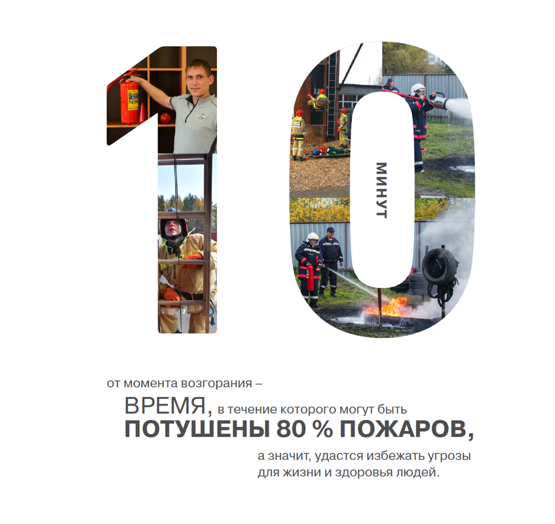 10
МИНУТ
от момента возгорания –
ВРЕМЯ, в течение которого могут быть
ПОТУШЕНЫ 80 % ПОЖАРОВ,
а значит, удастся избежать угрозы
для жизни и здоровья людей.